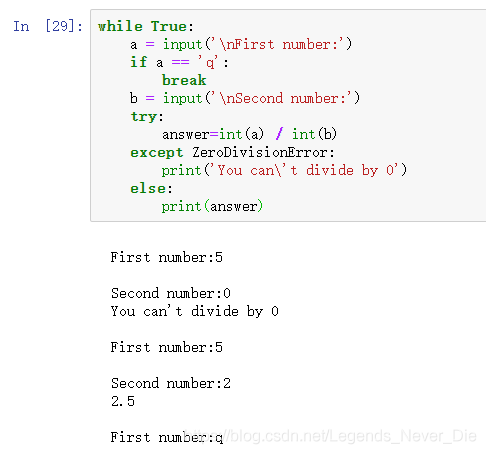 In [29]: while True:
    a = input('\nFirst number:')
    if a == 'q':
        break
    b = input('\nSecond number:')
    try:
        answer=int(a) / int(b)
    except ZeroDivisionError:
        print('You can\'t divide by 0')
    else:
        print(answer)
First number:5
Second number:0
You can't divide by 0
First number:5
Second number:2
2.5
First number:q
https://blog.csdn.net/Legends_Never_Die